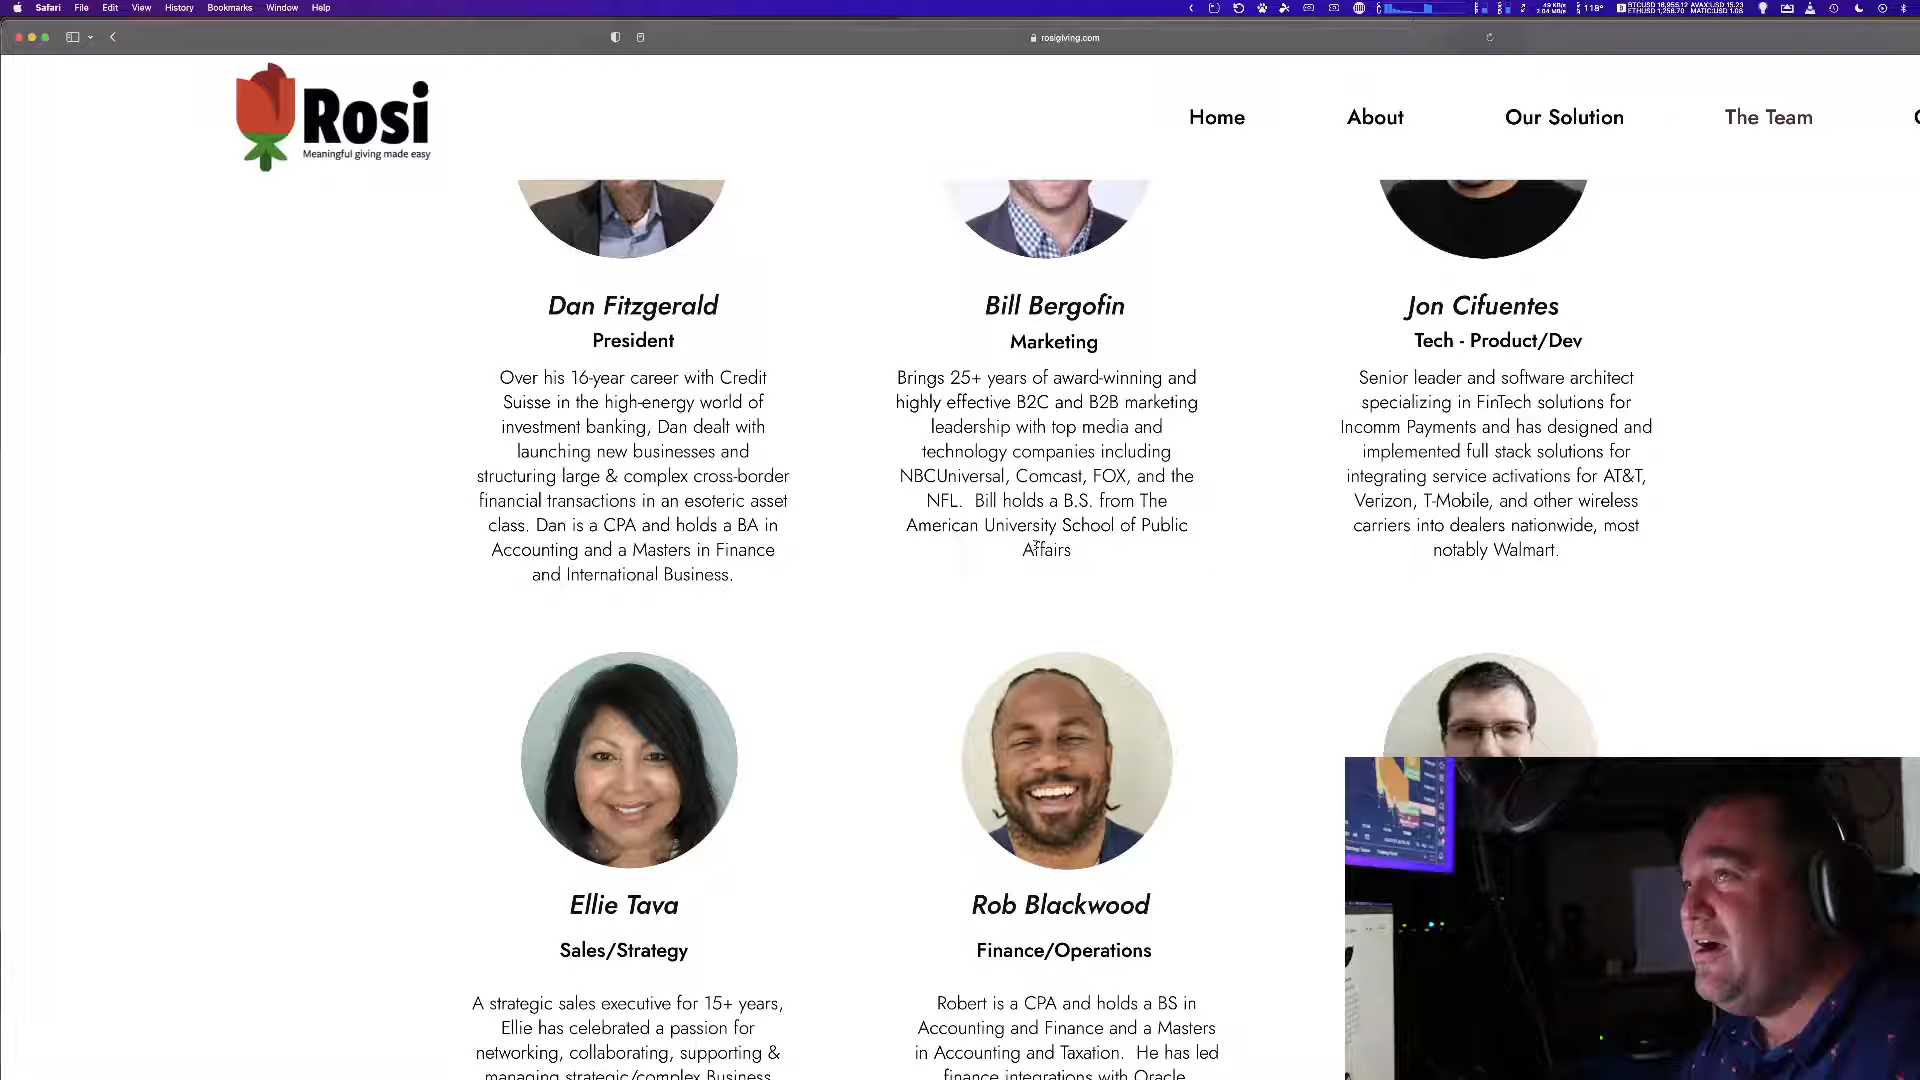 Safari File Edit View History Bookmarks Window Help
118°
rosigiving.com
Rosi
Meaningful giving made easy
Home About Our Solution The Team
Dan Fitzgerald
President
Over his 16-year career with Credit
Suisse in the high-energy world of
investment banking, Dan dealt with
launching new businesses and
structuring large & complex cross-border
financial transactions in an esoteric asset
class. Dan is a CPA and holds a BA in
Accounting and a Masters in Finance
and International Business.
Bill Bergofin
Marketing
Brings 25+ years of award-winning and
highly effective B2C and B2B marketing
leadership with top media and
technology companies including
NBCUniversal, Comcast, FOX, and the
NFL. Bill holds a B.S. from The
American University School of Public
Affairs
Jon Cifuentes
Tech - Product/Dev
Senior leader and software architect
specializing in FinTech solutions for
Incomm Payments and has designed and
implemented full stack solutions for
integrating service activations for AT&T,
Verizon, T-Mobile, and other wireless
carriers into dealers nationwide, most
notably Walmart.
Ellie Tava
Sales/Strategy
A strategic sales executive for 15+ years,
Ellie has celebrated a passion for
networking, collaborating, supporting &
managing strategic/complex Business
Rob Blackwood
Finance/Operations
Robert is a CPA and holds a BS in
Accounting and Finance and a Masters
in Accounting and Taxation. He has led
finance integrations with Oracle